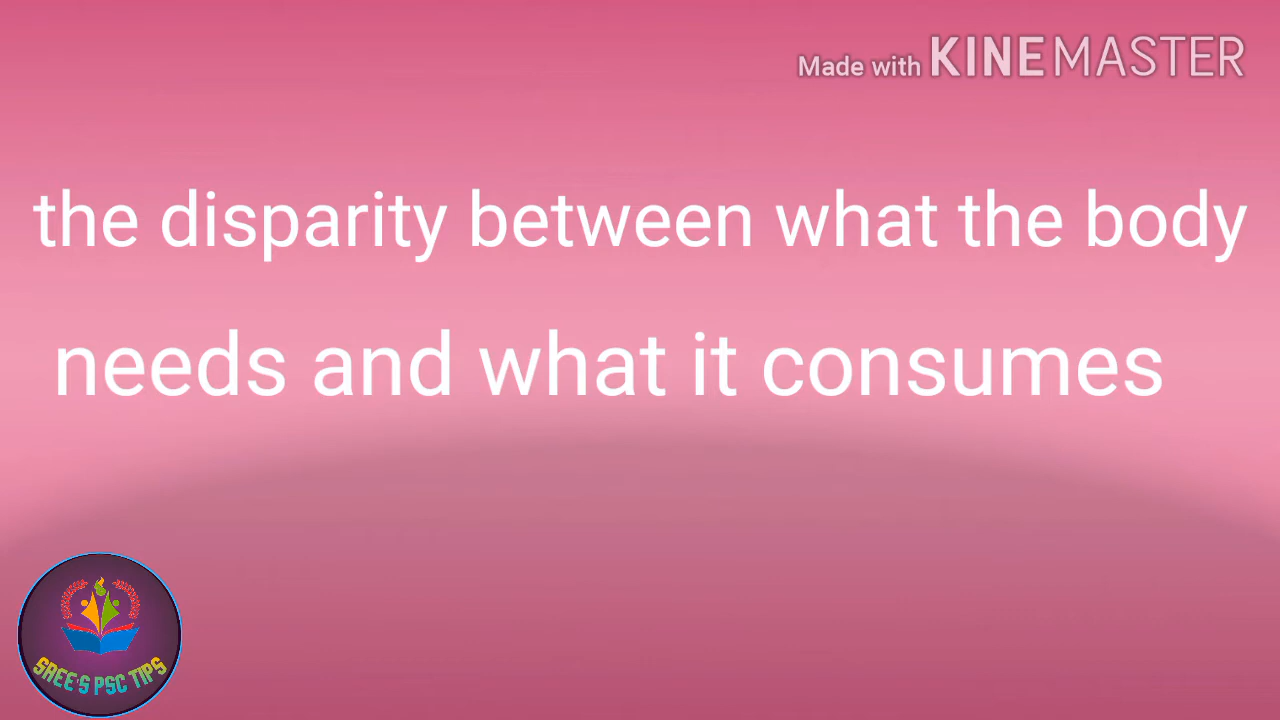 Made with KINEMASTER
the disparity between what the body
needs and what it consumes
SREE'S PSC TIPS